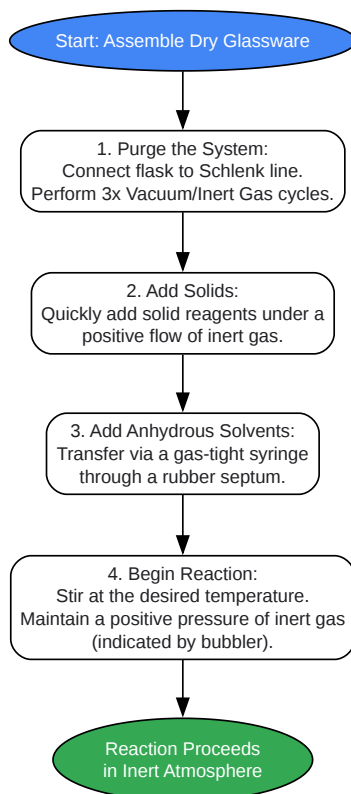 Start: Assemble Dry Glassware
1. Purge the System:
Connect flask to Schlenk line.
Perform 3x Vacuum/Inert Gas cycles.
2. Add Solids:
Quickly add solid reagents under a
positive flow of inert gas.
3. Add Anhydrous Solvents:
Transfer via a gas-tight syringe
through a rubber septum.
4. Begin Reaction:
Stir at the desired temperature.
Maintain a positive pressure of inert gas
(indicated by bubbler).
Reaction Proceeds
in Inert Atmosphere